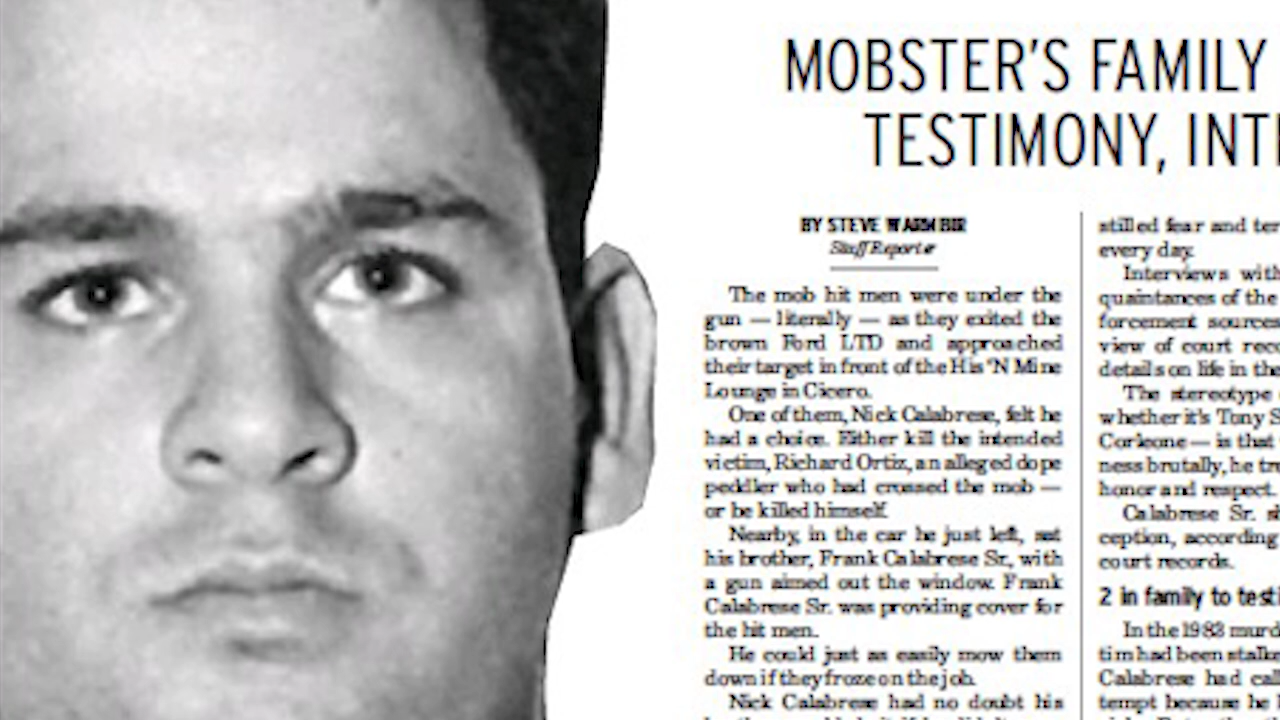 MOBSTER'S FAMILY
TESTIMONY, INT
BY STEVE WARMBIR
Staff Reporter
The mob hit men were under the
gun — literally — as they exited the
brown Ford LTD and approached
their target in front of the His 'N Mine
Lounge in Cicero.
One of them, Nick Calabrese, felt he
had a choice. Either kill the intended
victim, Richard Ortiz, an alleged dope
peddler who had crossed the mob —
or be killed himself.
Nearby, in the car he just left, sat
his brother, Frank Calabrese Sr., with
a gun aimed out the window. Frank
Calabrese Sr. was providing cover for
the hit men.
He could just as easily mow them
down if they froze on the job.
Nick Calabrese had no doubt his
stilled fear and ter
every day.
Interviews with
quaintances of the
forcement sources
view of court reco
details on life in the
The stereotype
whether it's Tony S
Corleone — is that
ness brutally, he tr
honor and respect.
Calabrese Sr. sh
ception, according
court records.
2 in family to testi
In the 1983 murd
tim had been stalke
Calabrese had call
tempt because he